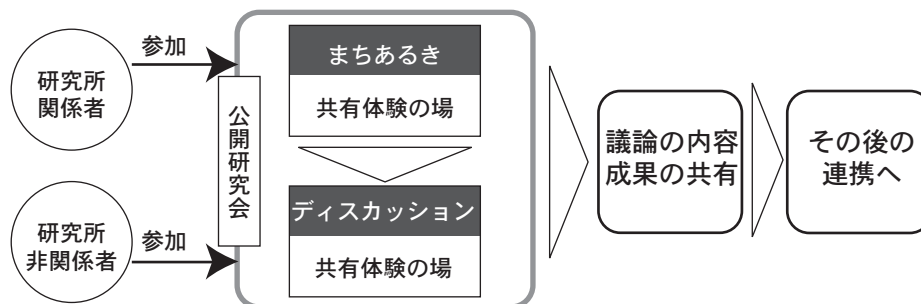 研究所
関係者
参加
研究所
非関係者
参加
公開研究会
まちあるき
共有体験の場
ディスカッション
共有体験の場
議論の内容
成果の共有
その後の
連携へ